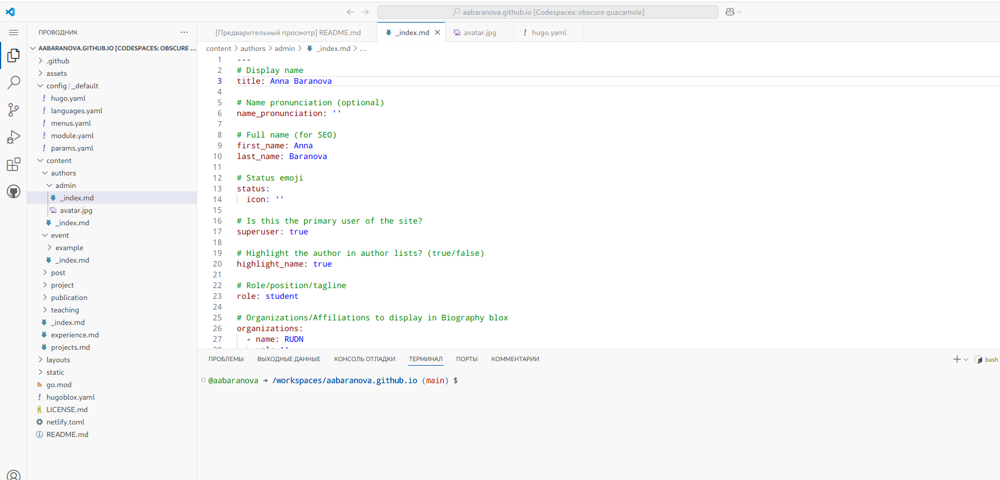 aabaranova.github.io [Codespaces: obscure guacamole]
ПРОВОДНИК
AABARANOVA.GITHUB.IO [CODESPACES: OBSCURE ...
.github
assets
config / _default
hugo.yaml
languages.yaml
menus.yaml
module.yaml
params.yaml
content
authors
admin
_index.md
avatar.jpg
_index.md
event
example
_index.md
post
project
publication
teaching
_index.md
experience.md
projects.md
layouts
static
go.mod
hugoblox.yaml
LICENSE.md
netlify.toml
README.md
[Предварительный просмотр] README.md
_index.md
avatar.jpg
hugo.yaml
content > authors > admin > _index.md > ...
1 ---
2 # Display name
3 title: Anna Baranova
4
5 # Name pronunciation (optional)
6 name_pronunciation: ''
7
8 # Full name (for SEO)
9 first_name: Anna
10 last_name: Baranova
11
12 # Status emoji
13 status:
14 icon: ''
15
16 # Is this the primary user of the site?
17 superuser: true
18
19 # Highlight the author in author lists? (true/false)
20 highlight_name: true
21
22 # Role/position/tagline
23 role: student
24
25 # Organizations/Affiliations to display in Biography blox
26 organizations:
27 - name: RUDN
ПРОБЛЕМЫ ВЫХОДНЫЕ ДАННЫЕ КОНСОЛЬ ОТЛАДКИ ТЕРМИНАЛ ПОРТЫ КОММЕНТАРИИ
bash
@aabaranova → /workspaces/aabaranova.github.io (main) $